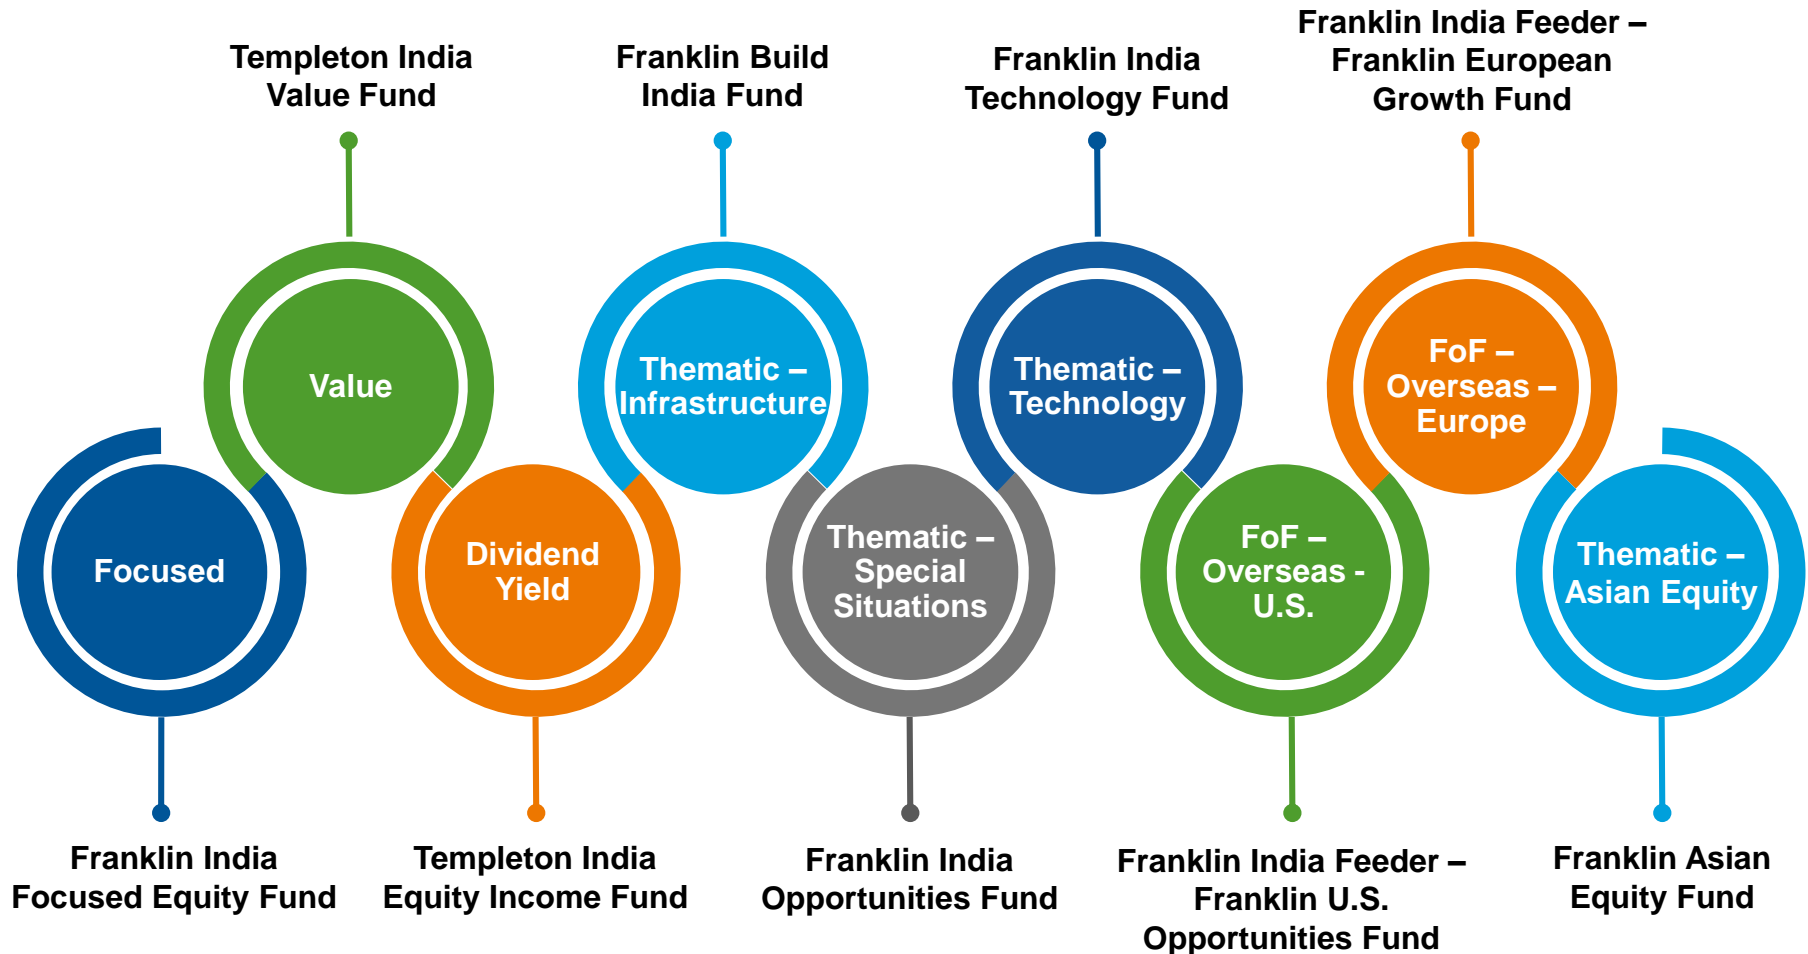 Franklin India Feeder –
Franklin European
Growth Fund
Templeton India
Value Fund
Franklin Build
India Fund
Franklin India
Technology Fund
Value
Thematic –
Infrastructure
Thematic –
Technology
FoF –
Overseas –
Europe
Focused
Dividend
Yield
Thematic –
Special
Situations
FoF –
Overseas -
U.S.
Thematic –
Asian Equity
Franklin India
Focused Equity Fund
Templeton India
Equity Income Fund
Franklin India
Opportunities Fund
Franklin India Feeder –
Franklin U.S.
Opportunities Fund
Franklin Asian
Equity Fund